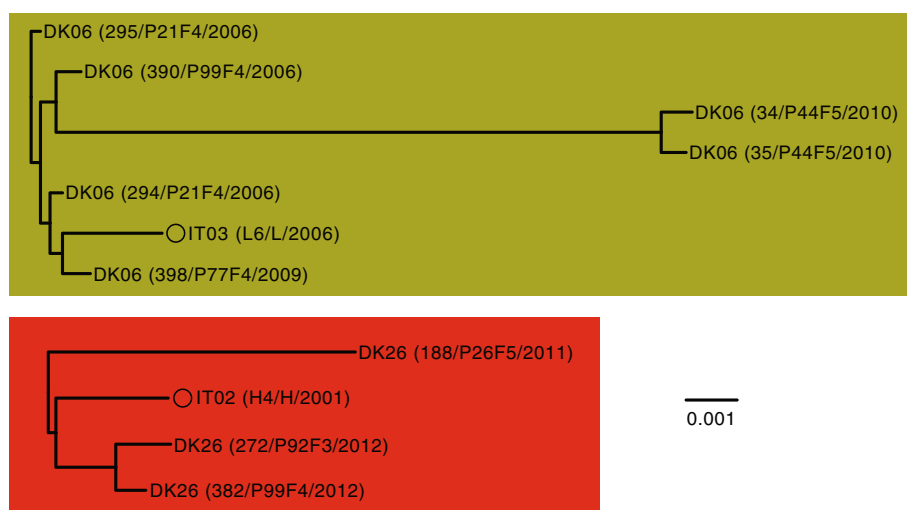 DK06 (295/P21F4/2006)
DK06 (390/P99F4/2006)
DK06 (34/P44F5/2010)
DK06 (35/P44F5/2010)
DK06 (294/P21F4/2006)
IT03 (L6/L/2006)
DK06 (398/P77F4/2009)
DK26 (188/P26F5/2011)
IT02 (H4/H/2001)
0.001
DK26 (272/P92F3/2012)
DK26 (382/P99F4/2012)